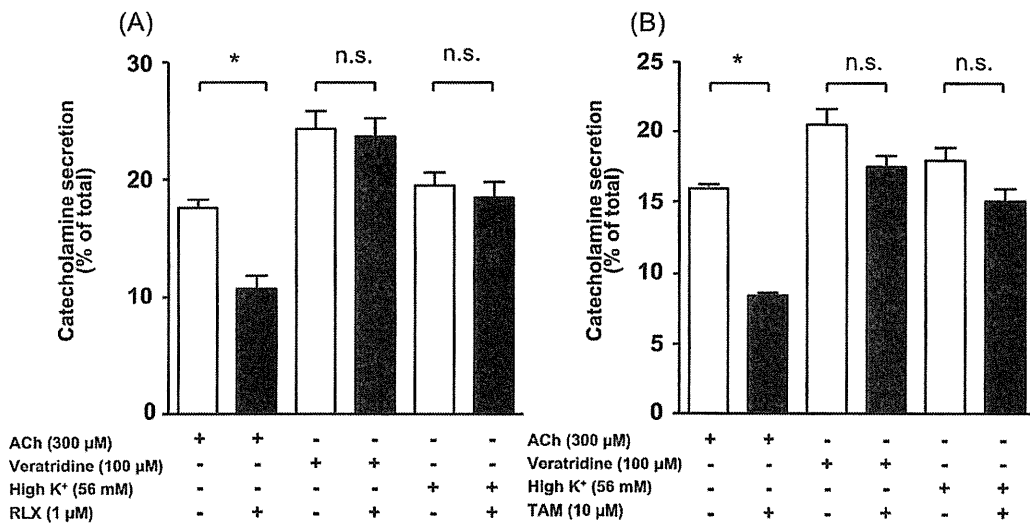 (A)
Catecholamine secretion
(% of total)
30
20
10
0
*
n.s.
n.s.
ACh (300 µM) + + - - - -
Veratridine (100 µM) - - + + - -
High K⁺ (56 mM) - - - - + +
RLX (1 µM) - + - + - +
(B)
Catecholamine secretion
(% of total)
25
20
15
10
5
0
*
n.s.
n.s.
ACh (300 µM) + + - - - -
Veratridine (100 µM) - - + + - -
High K⁺ (56 mM) - - - - + +
TAM (10 µM) - + - + - +